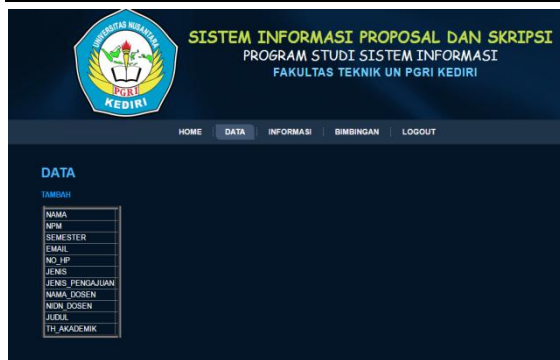 UNIVERSITAS NUSANTARA
PGRI
KEDIRI
SISTEM INFORMASI PROPOSAL DAN SKRIPSI
PROGRAM STUDI SISTEM INFORMASI
FAKULTAS TEKNIK UN PGRI KEDIRI
HOME DATA INFORMASI BIMBINGAN LOGOUT
DATA
TAMBAH
NAMA
NPM
SEMESTER
EMAIL
NO_HP
JENIS
JENIS_PENGAJUAN
NAMA_DOSEN
NIDN_DOSEN
JUDUL
TH_AKADEMIK